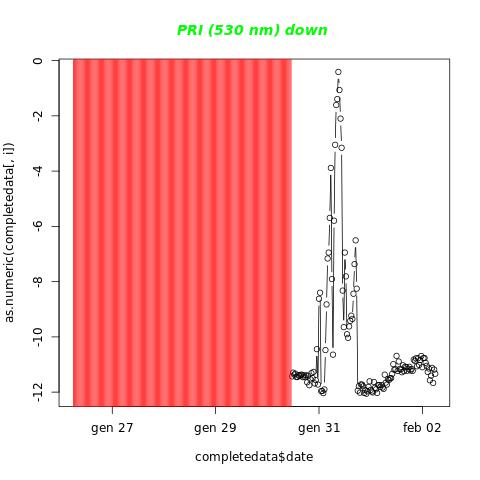 PRI (530 nm) down
0
-2
-4
-6
-8
-10
-12
as.numeric(completedata[, i])
gen 27 gen 29 gen 31 feb 02
completedata$date